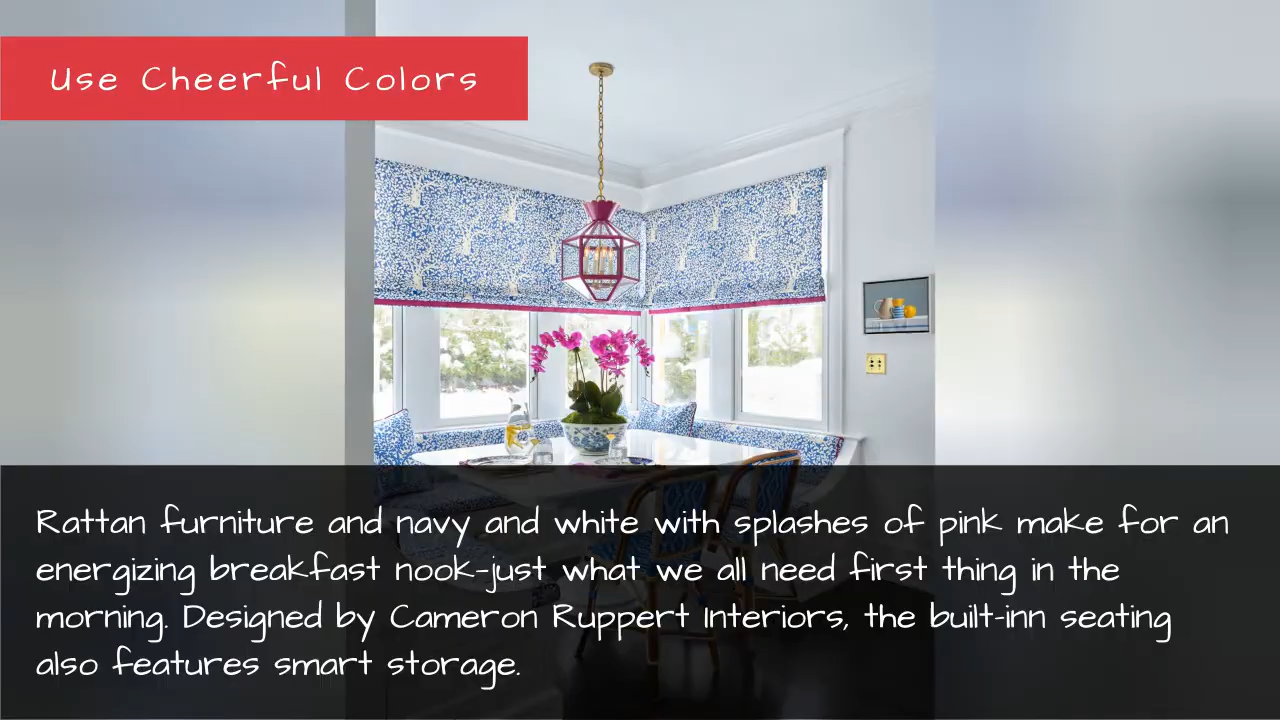 Use Cheerful Colors
Rattan furniture and navy and white with splashes of pink make for an
energizing breakfast nook-just what we all need first thing in the
morning. Designed by Cameron Ruppert Interiors, the built-inn seating
also features smart storage.